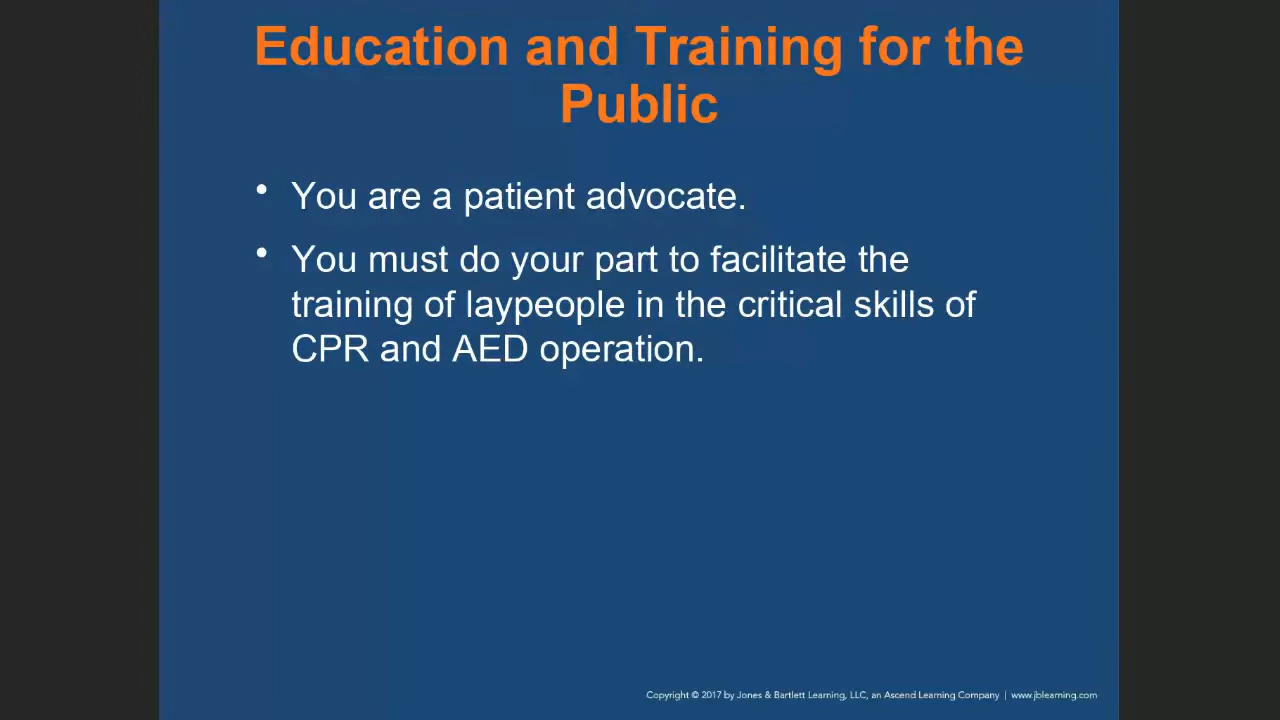 Education and Training for the
Public
• You are a patient advocate.
• You must do your part to facilitate the
training of laypeople in the critical skills of
CPR and AED operation.
Copyright © 2017 by Jones & Bartlett Learning, LLC, an Ascend Learning Company | www.jblearning.com